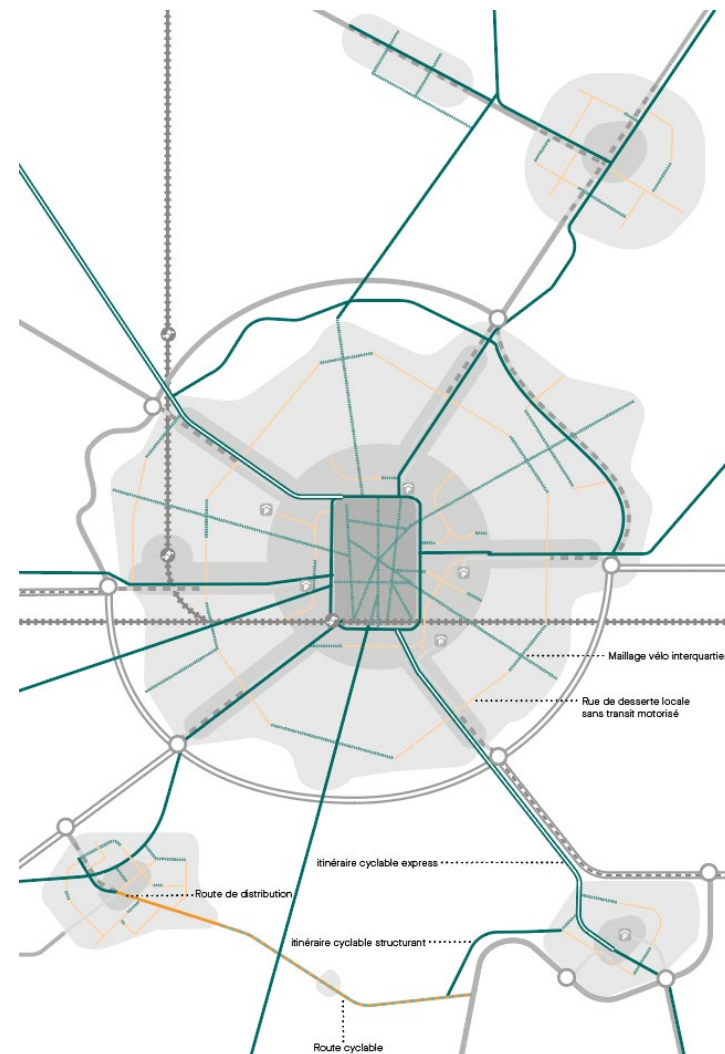 Maillage vélo interquartie
Rue de desserte locale
sans transit motorisé
itinéraire cyclable express
Route de distribution
itinéraire cyclable structurant
Route cyclable